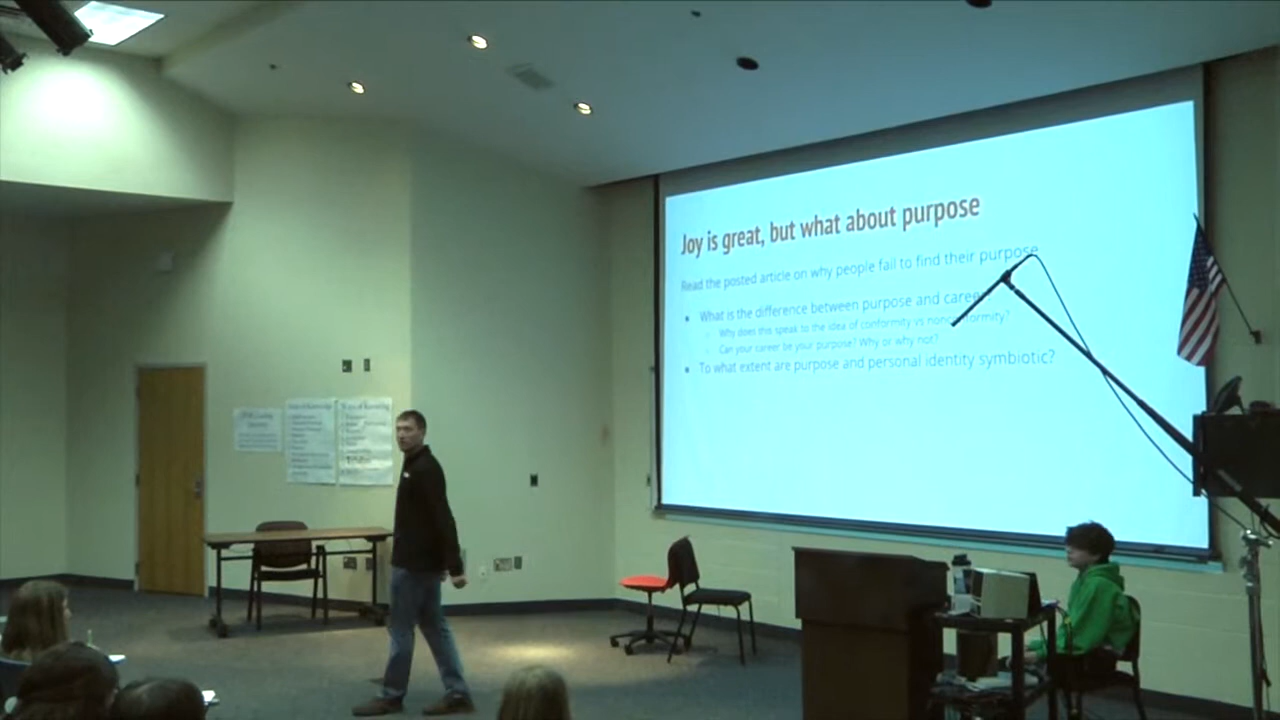 Joy is great, but what about purpose
Read the posted article on why people fail to find their purpose
What is the difference between purpose and career
Why does this speak to the idea of conformity vs nonconformity?
Can your career be your purpose? Why or why not?
To what extent are purpose and personal identity symbiotic?